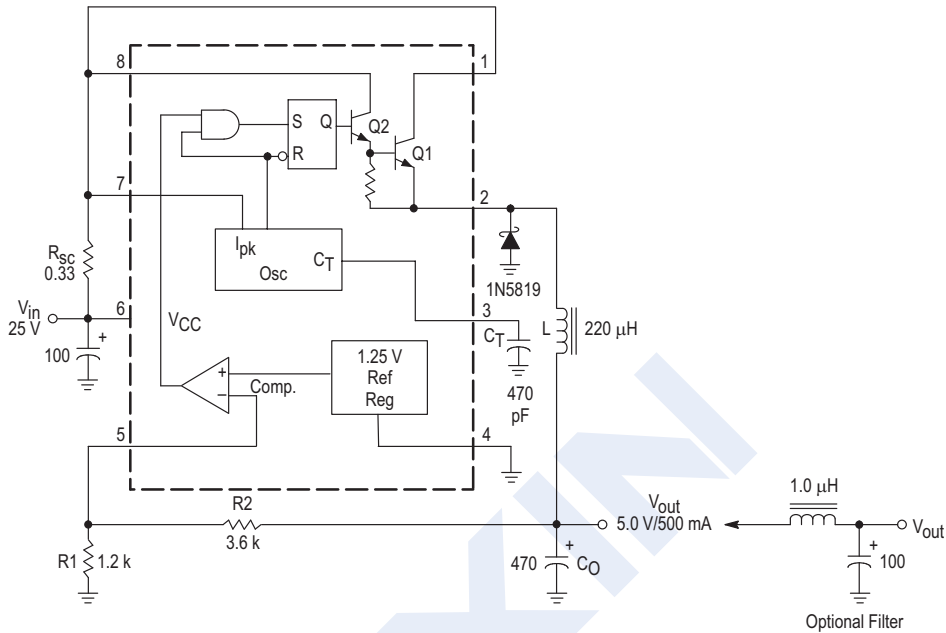 8
1
S
Q
Q2
Q1
R
7
2
Ipk
Osc
CT
1N5819
Rsc
0.33
Vin
25 V
6
VCC
3
CT
L
220 μH
100
+
470
pF
+
−
Comp.
1.25 V
Ref
Reg
5
4
R2
3.6 k
Vout
5.0 V/500 mA
1.0 μH
Vout
R1
1.2 k
470
+
CO
+
100
Optional Filter
XIN